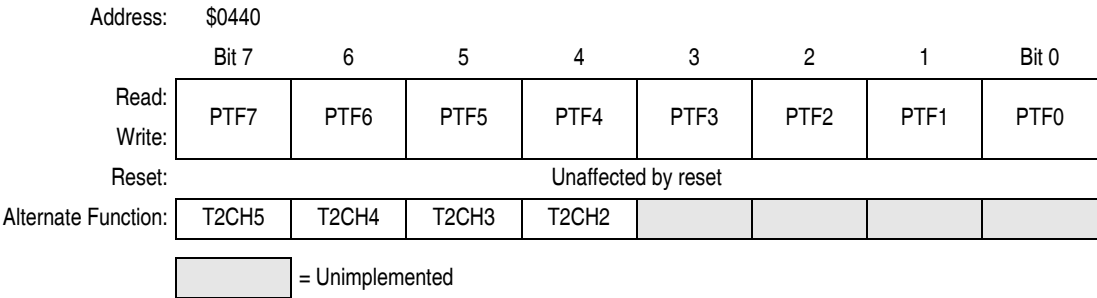 Address: $0440
Bit 7 6 5 4 3 2 1 Bit 0
Read:
PTF7 PTF6 PTF5 PTF4 PTF3 PTF2 PTF1 PTF0
Write:
Reset: Unaffected by reset
Alternate Function: T2CH5 T2CH4 T2CH3 T2CH2
= Unimplemented